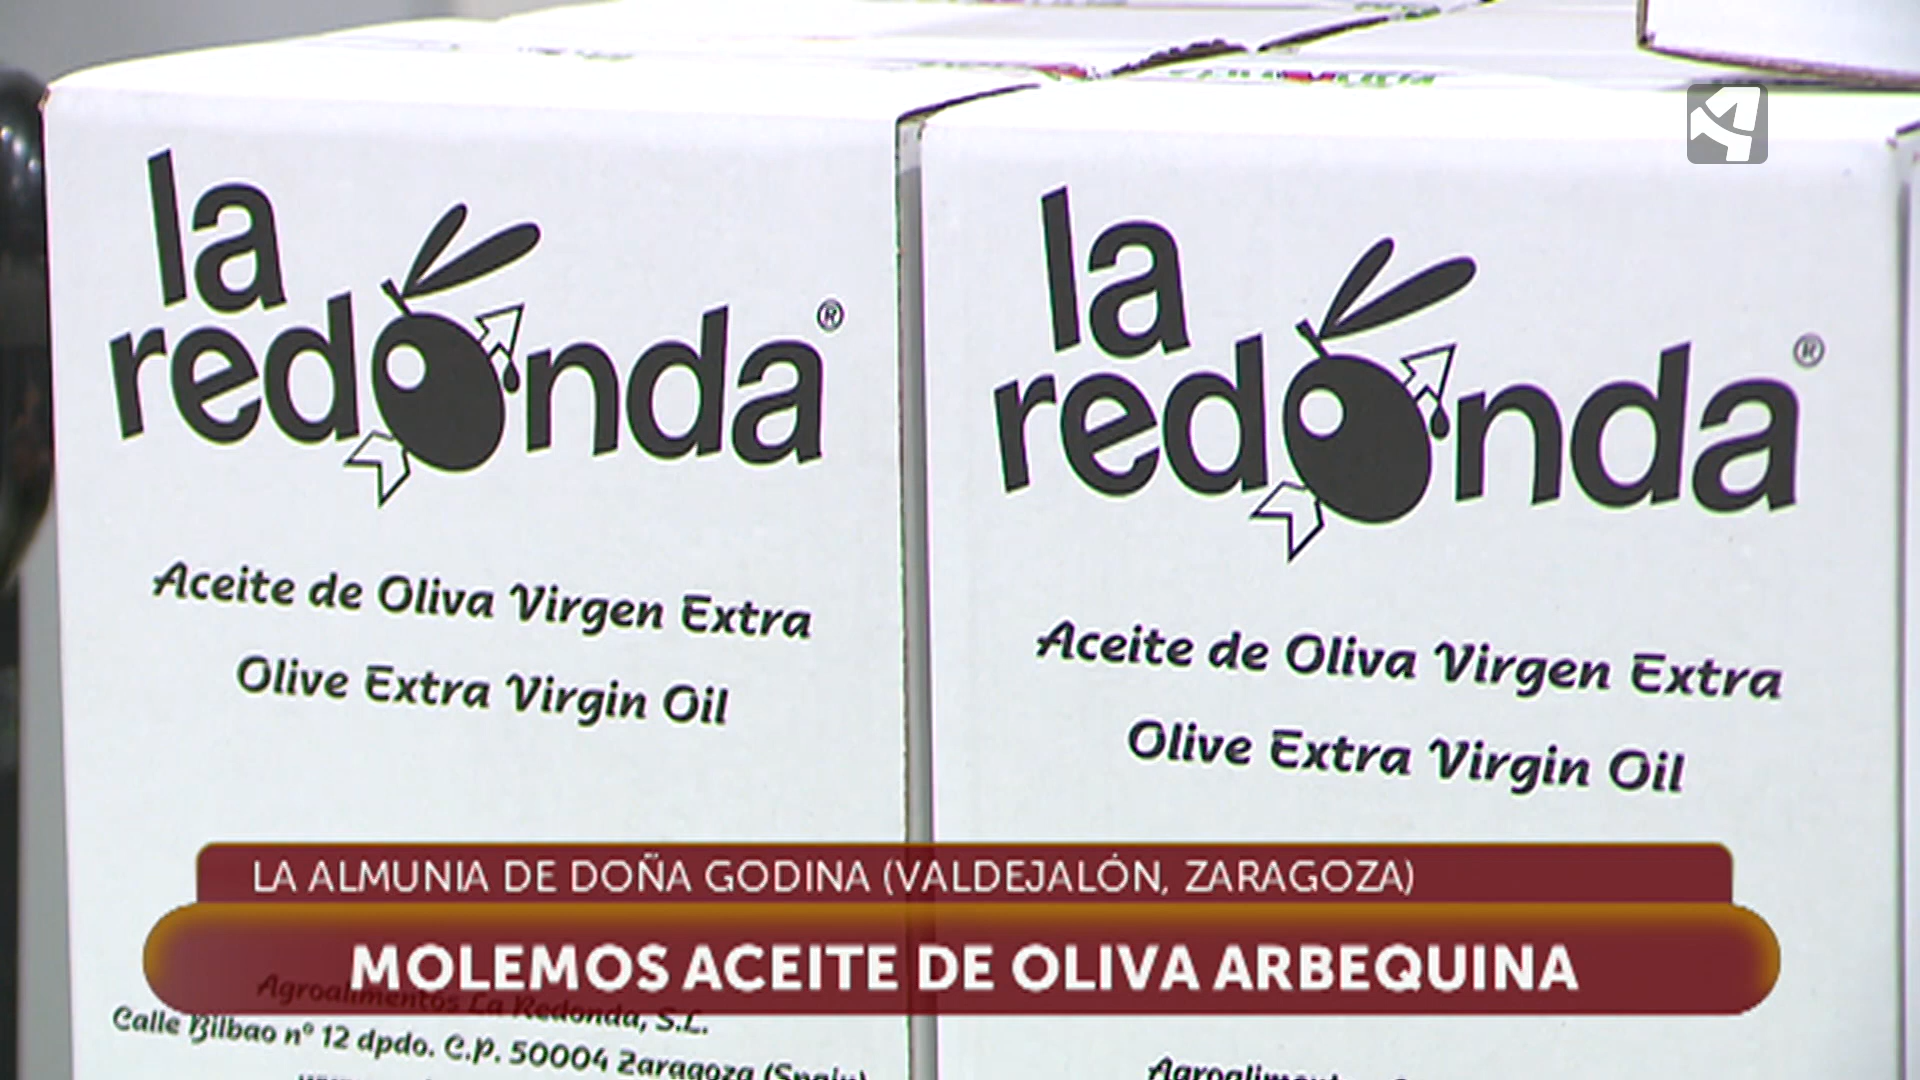 la
redonda®
Aceite de Oliva Virgen Extra
Olive Extra Virgin Oil
Agroalimentos La Redonda, S.L.
Calle Bilbao nº 12 dpdo. C.P. 50004 Zaragoza (Spain)
la
redonda®
Aceite de Oliva Virgen Extra
Olive Extra Virgin Oil
LA ALMUNIA DE DOÑA GODINA (VALDEJALÓN, ZARAGOZA)
MOLEMOS ACEITE DE OLIVA ARBEQUINA